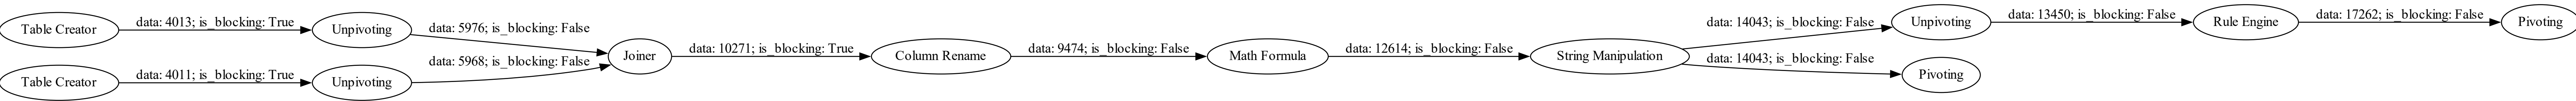 Table Creator
data: 4013; is_blocking: True
Unpivoting
data: 5976; is_blocking: False
Table Creator
data: 4011; is_blocking: True
Unpivoting
data: 5968; is_blocking: False
Joiner
data: 10271; is_blocking: True
Column Rename
data: 9474; is_blocking: False
Math Formula
data: 12614; is_blocking: False
String Manipulation
data: 14043; is_blocking: False
Unpivoting
data: 13450; is_blocking: False
Rule Engine
data: 17262; is_blocking: False
Pivoting
data: 14043; is_blocking: False
Pivoting